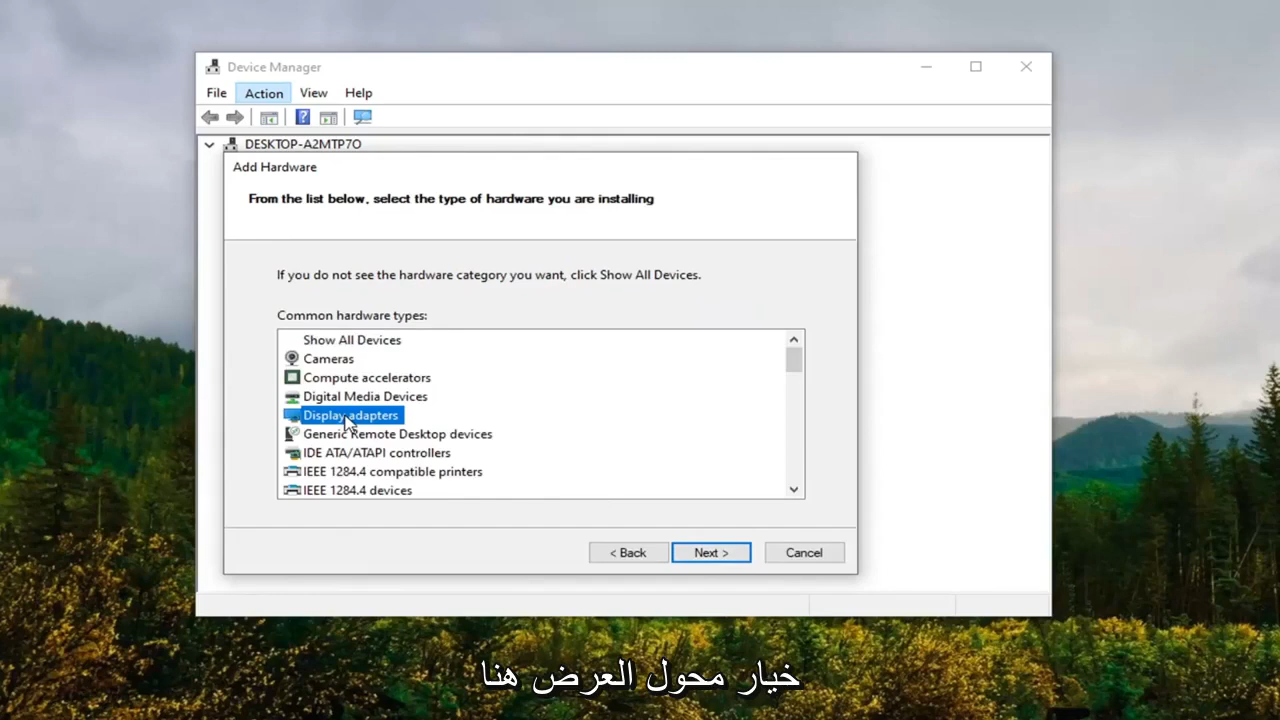 Device Manager
File Action View Help
DESKTOP-A2MTP7O
Add Hardware
From the list below, select the type of hardware you are installing
If you do not see the hardware category you want, click Show All Devices.
Common hardware types:
Show All Devices
Cameras
Compute accelerators
Digital Media Devices
Display adapters
Generic Remote Desktop devices
IDE ATA/ATAPI controllers
IEEE 1284.4 compatible printers
IEEE 1284.4 devices
< Back Next > Cancel
خيار محول العرض هنا